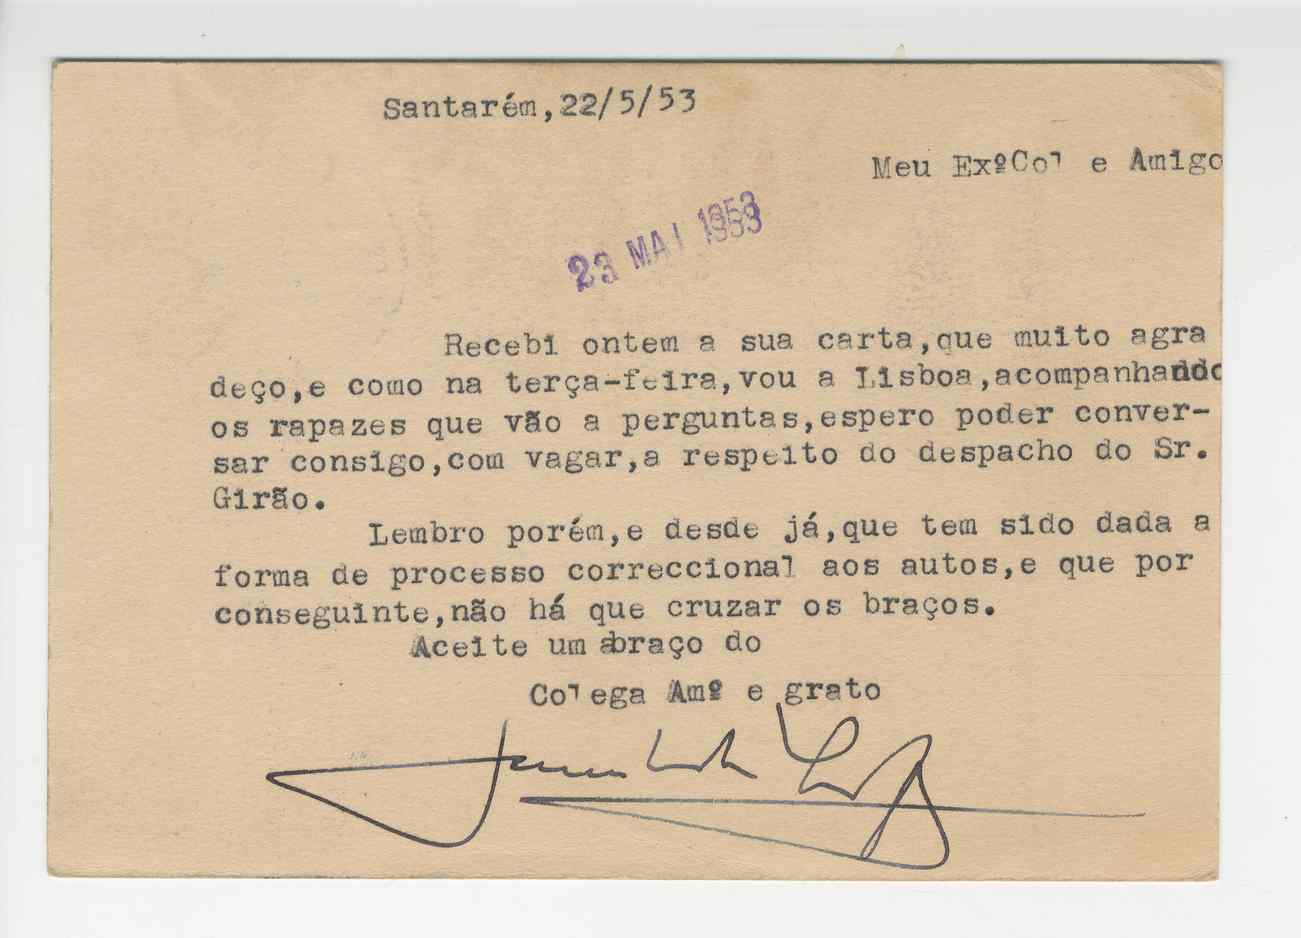 Santarém,22/5/53
Meu ExºCol e Amigo
23 MAI 1953
Recebi ontem a sua carta,que muito agra
deço,e como na terça-feira,vou a Lisboa,acompanhando
os rapazes que vão a perguntas,espero poder conver-
sar consigo,com vagar,a respeito do despacho do Sr.
Girão.
Lembro porém,e desde já,que tem sido dada a
forma de processo correccional aos autos,e que por
conseguinte,não há que cruzar os braços.
Aceite um abraço do
Colega Amº e grato